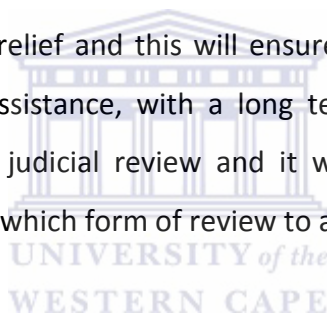 relief and this will ensure
ssistance, with a long te
judicial review and it w
which form of review to a
UNIVERSITY of the
WESTERN CAPE